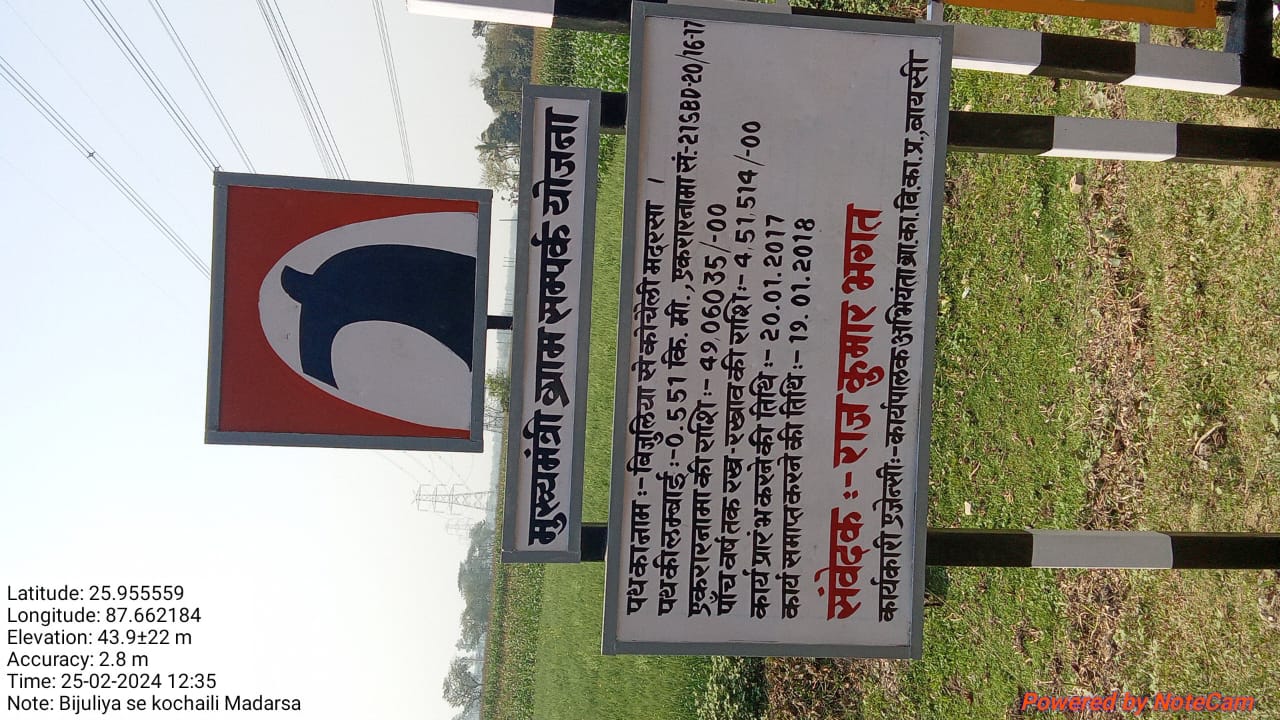 मुख्यमंत्री ग्राम सम्पर्क योजना
पथ का नाम :- बिजुलिया से कोचैली मदरसा ।
पथ की लम्बाई :-0.551 कि. मी., एकरारनामा सं.-21SBD-20/16-17
एकरारनामा की राशि :- 49,06035/-00
पाँच वर्ष तक रख-रखाव की राशि :- 4,51,514/-00
कार्य प्रारंभ करने की तिथि :- 20.01.2017
कार्य समाप्त करने की तिथि :- 19.01.2018
संवेदक :- राज कुमार भगत
कार्यकारी एजेन्सी:-कार्यपालक अभियंता ग्रा.का.वि.का.प्र.,बायसी
Latitude: 25.955559
Longitude: 87.662184
Elevation: 43.9±22 m
Accuracy: 2.8 m
Time: 25-02-2024 12:35
Note: Bijuliya se kochaili Madarsa
Powered by NoteCam